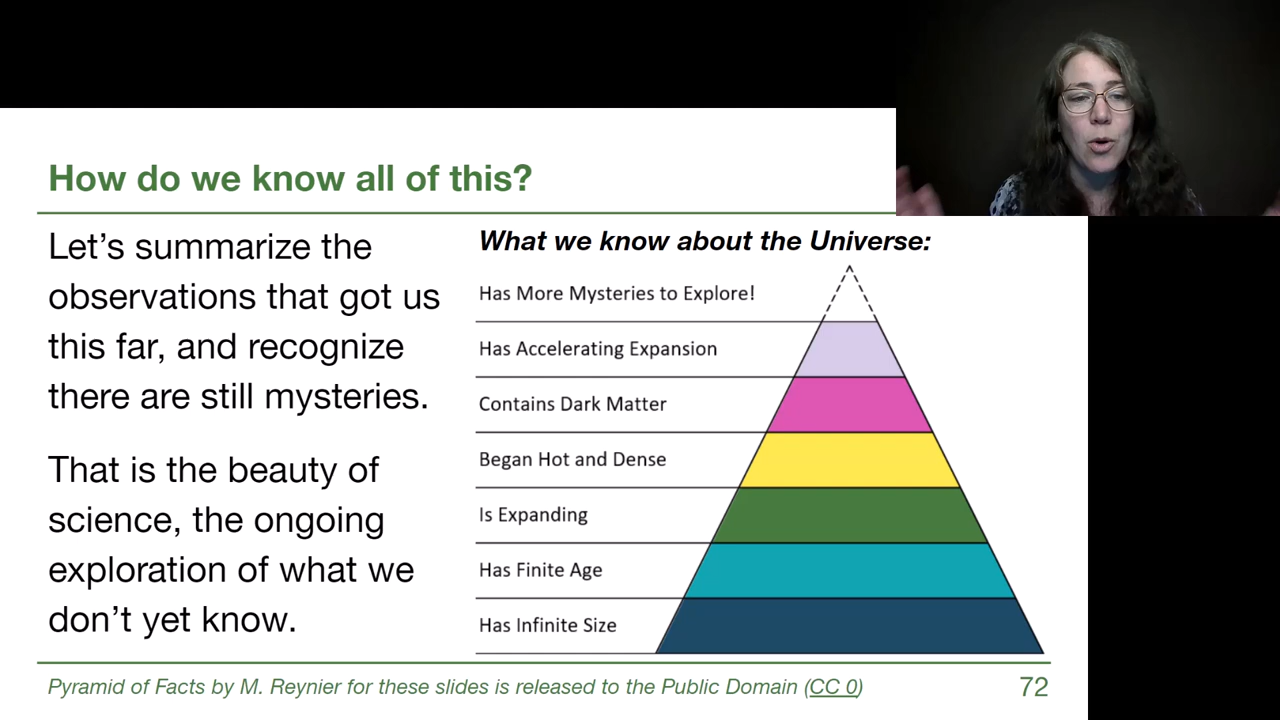 How do we know all of this?
Let’s summarize the
observations that got us
this far, and recognize
there are still mysteries.
That is the beauty of
science, the ongoing
exploration of what we
don’t yet know.
What we know about the Universe:
Has More Mysteries to Explore!
Has Accelerating Expansion
Contains Dark Matter
Began Hot and Dense
Is Expanding
Has Finite Age
Has Infinite Size
Pyramid of Facts by M. Reynier for these slides is released to the Public Domain (CC 0)
72